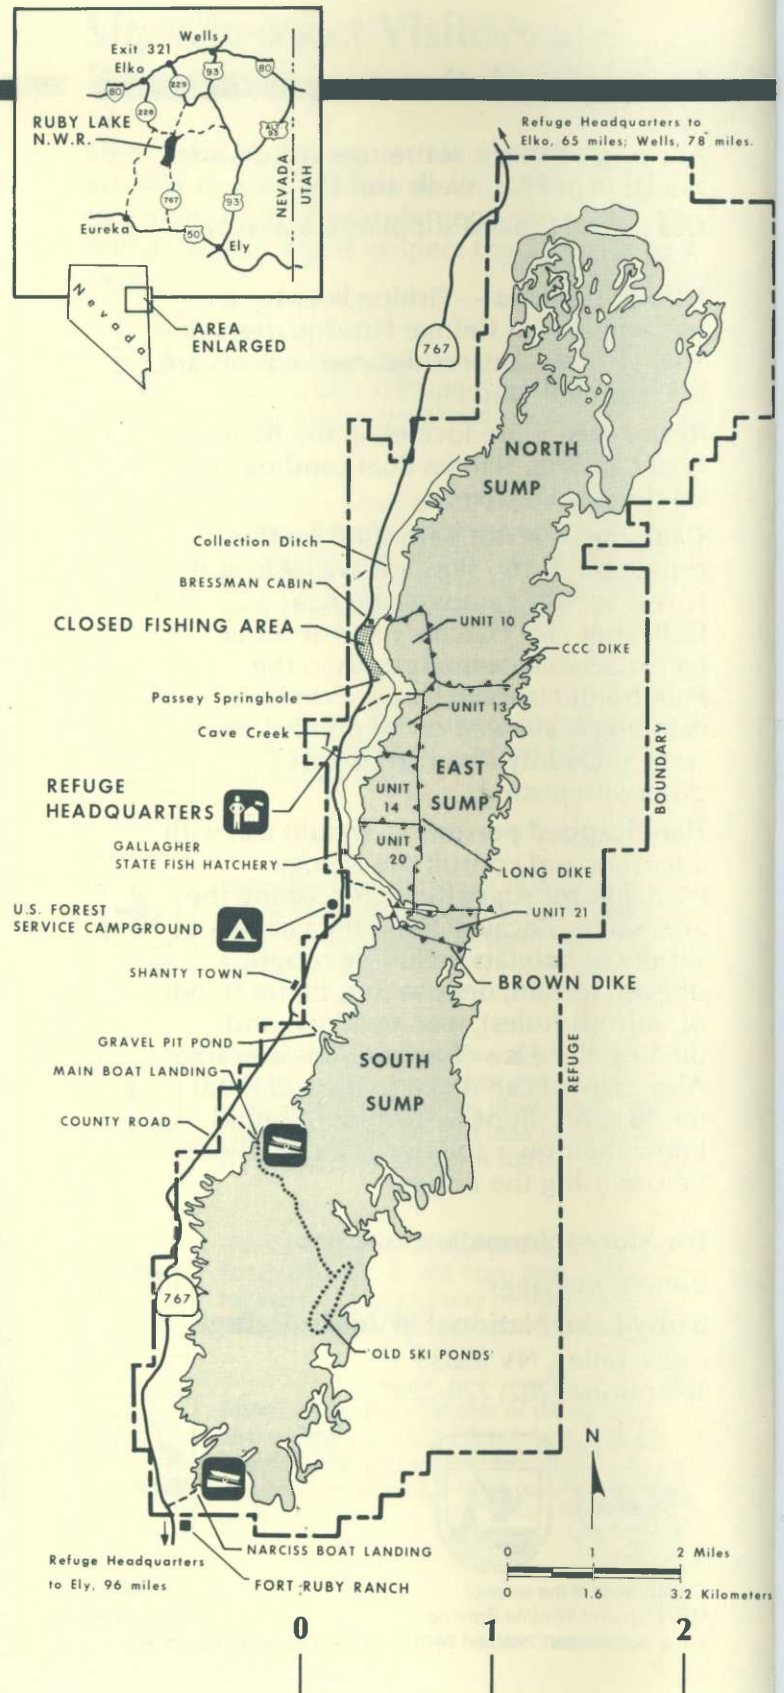 Wells
Exit 321
Elko
80
229
93
80
228
ALT
93
RUBY LAKE
N.W.R.
767
93
NEVADA
UTAH
Eureka
50
Ely
Nevada
AREA
ENLARGED
Refuge Headquarters to
Elko, 65 miles; Wells, 78 miles.
767
NORTH
SUMP
Collection Ditch
BRESSMAN CABIN
CLOSED FISHING AREA
UNIT 10
CCC DIKE
Passey Springhole
UNIT 13
Cave Creek
EAST
SUMP
BOUNDARY
REFUGE
HEADQUARTERS
UNIT
14
UNIT
20
GALLAGHER
STATE FISH HATCHERY
LONG DIKE
U.S. FOREST
SERVICE CAMPGROUND
UNIT 21
SHANTY TOWN
BROWN DIKE
GRAVEL PIT POND
MAIN BOAT LANDING
SOUTH
SUMP
REFUGE
COUNTY ROAD
767
'OLD SKI PONDS'
N
NARCISS BOAT LANDING
Refuge Headquarters
to Ely, 96 miles
FORT RUBY RANCH
0 1 2 Miles
0 1.6 3.2 Kilometers
0 1 2